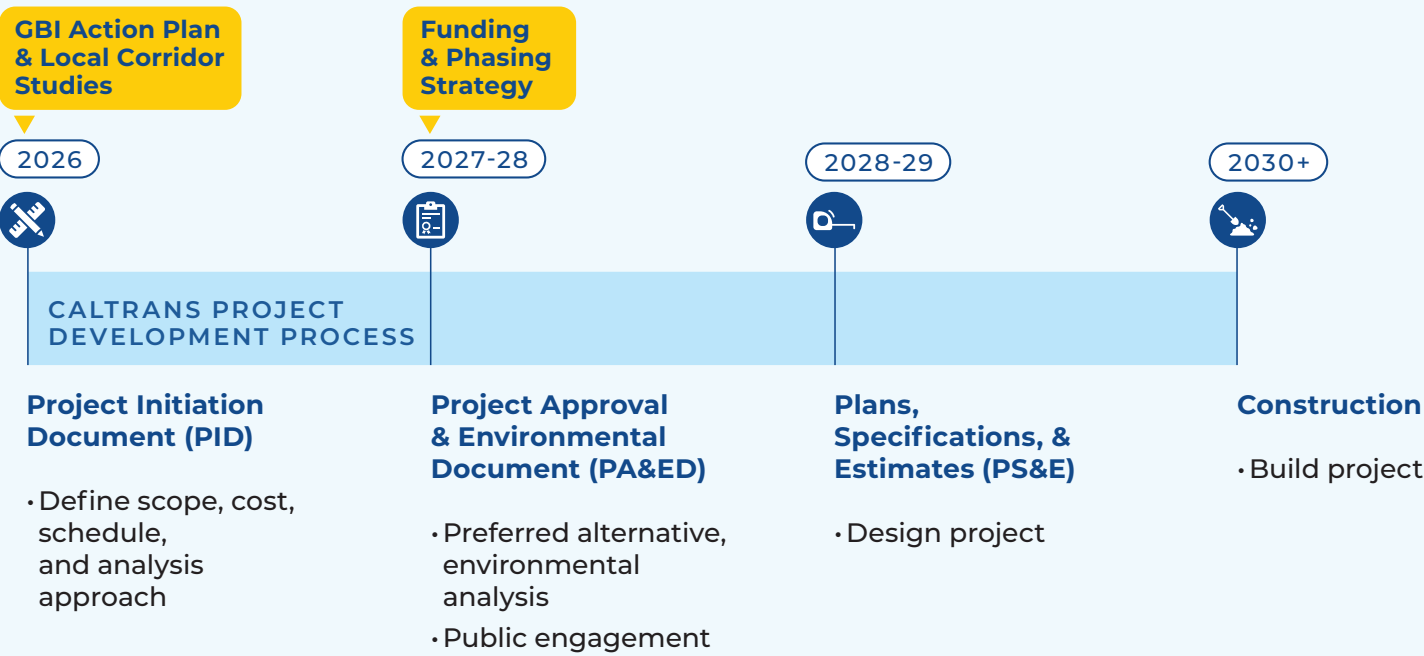 GBI Action Plan
& Local Corridor
Studies
Funding
& Phasing
Strategy
2026
2027-28
2028-29
2030+
CALTRANS PROJECT
DEVELOPMENT PROCESS
Project Initiation
Document (PID)
· Define scope, cost,
schedule,
and analysis
approach
Project Approval
& Environmental
Document (PA&ED)
· Preferred alternative,
environmental
analysis
· Public engagement
Plans,
Specifications, &
Estimates (PS&E)
· Design project
Construction
· Build project